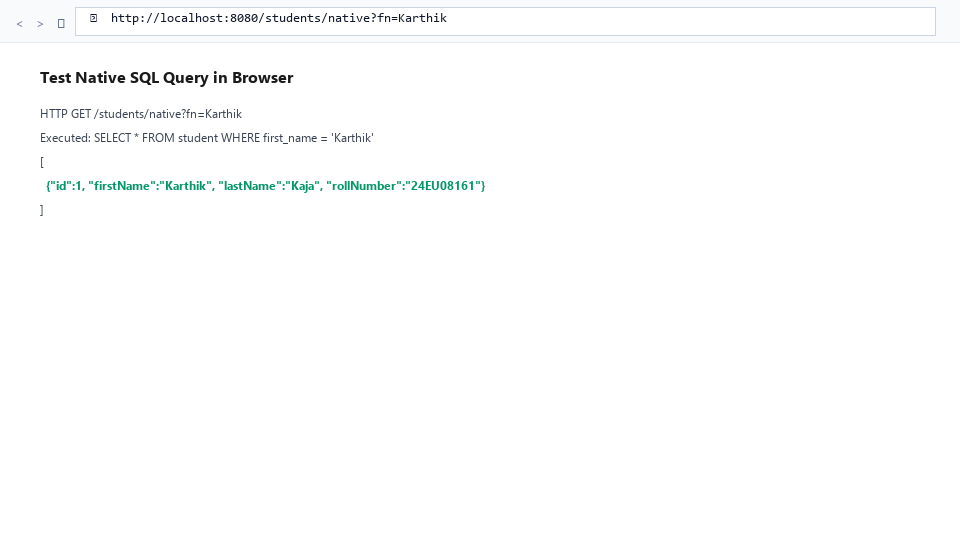 < > http://localhost:8080/students/native?fn=Karthik
Test Native SQL Query in Browser
HTTP GET /students/native?fn=Karthik
Executed: SELECT * FROM student WHERE first_name = 'Karthik'
[
{"id":1, "firstName":"Karthik", "lastName":"Kaja", "rollNumber":"24EU08161"}
]